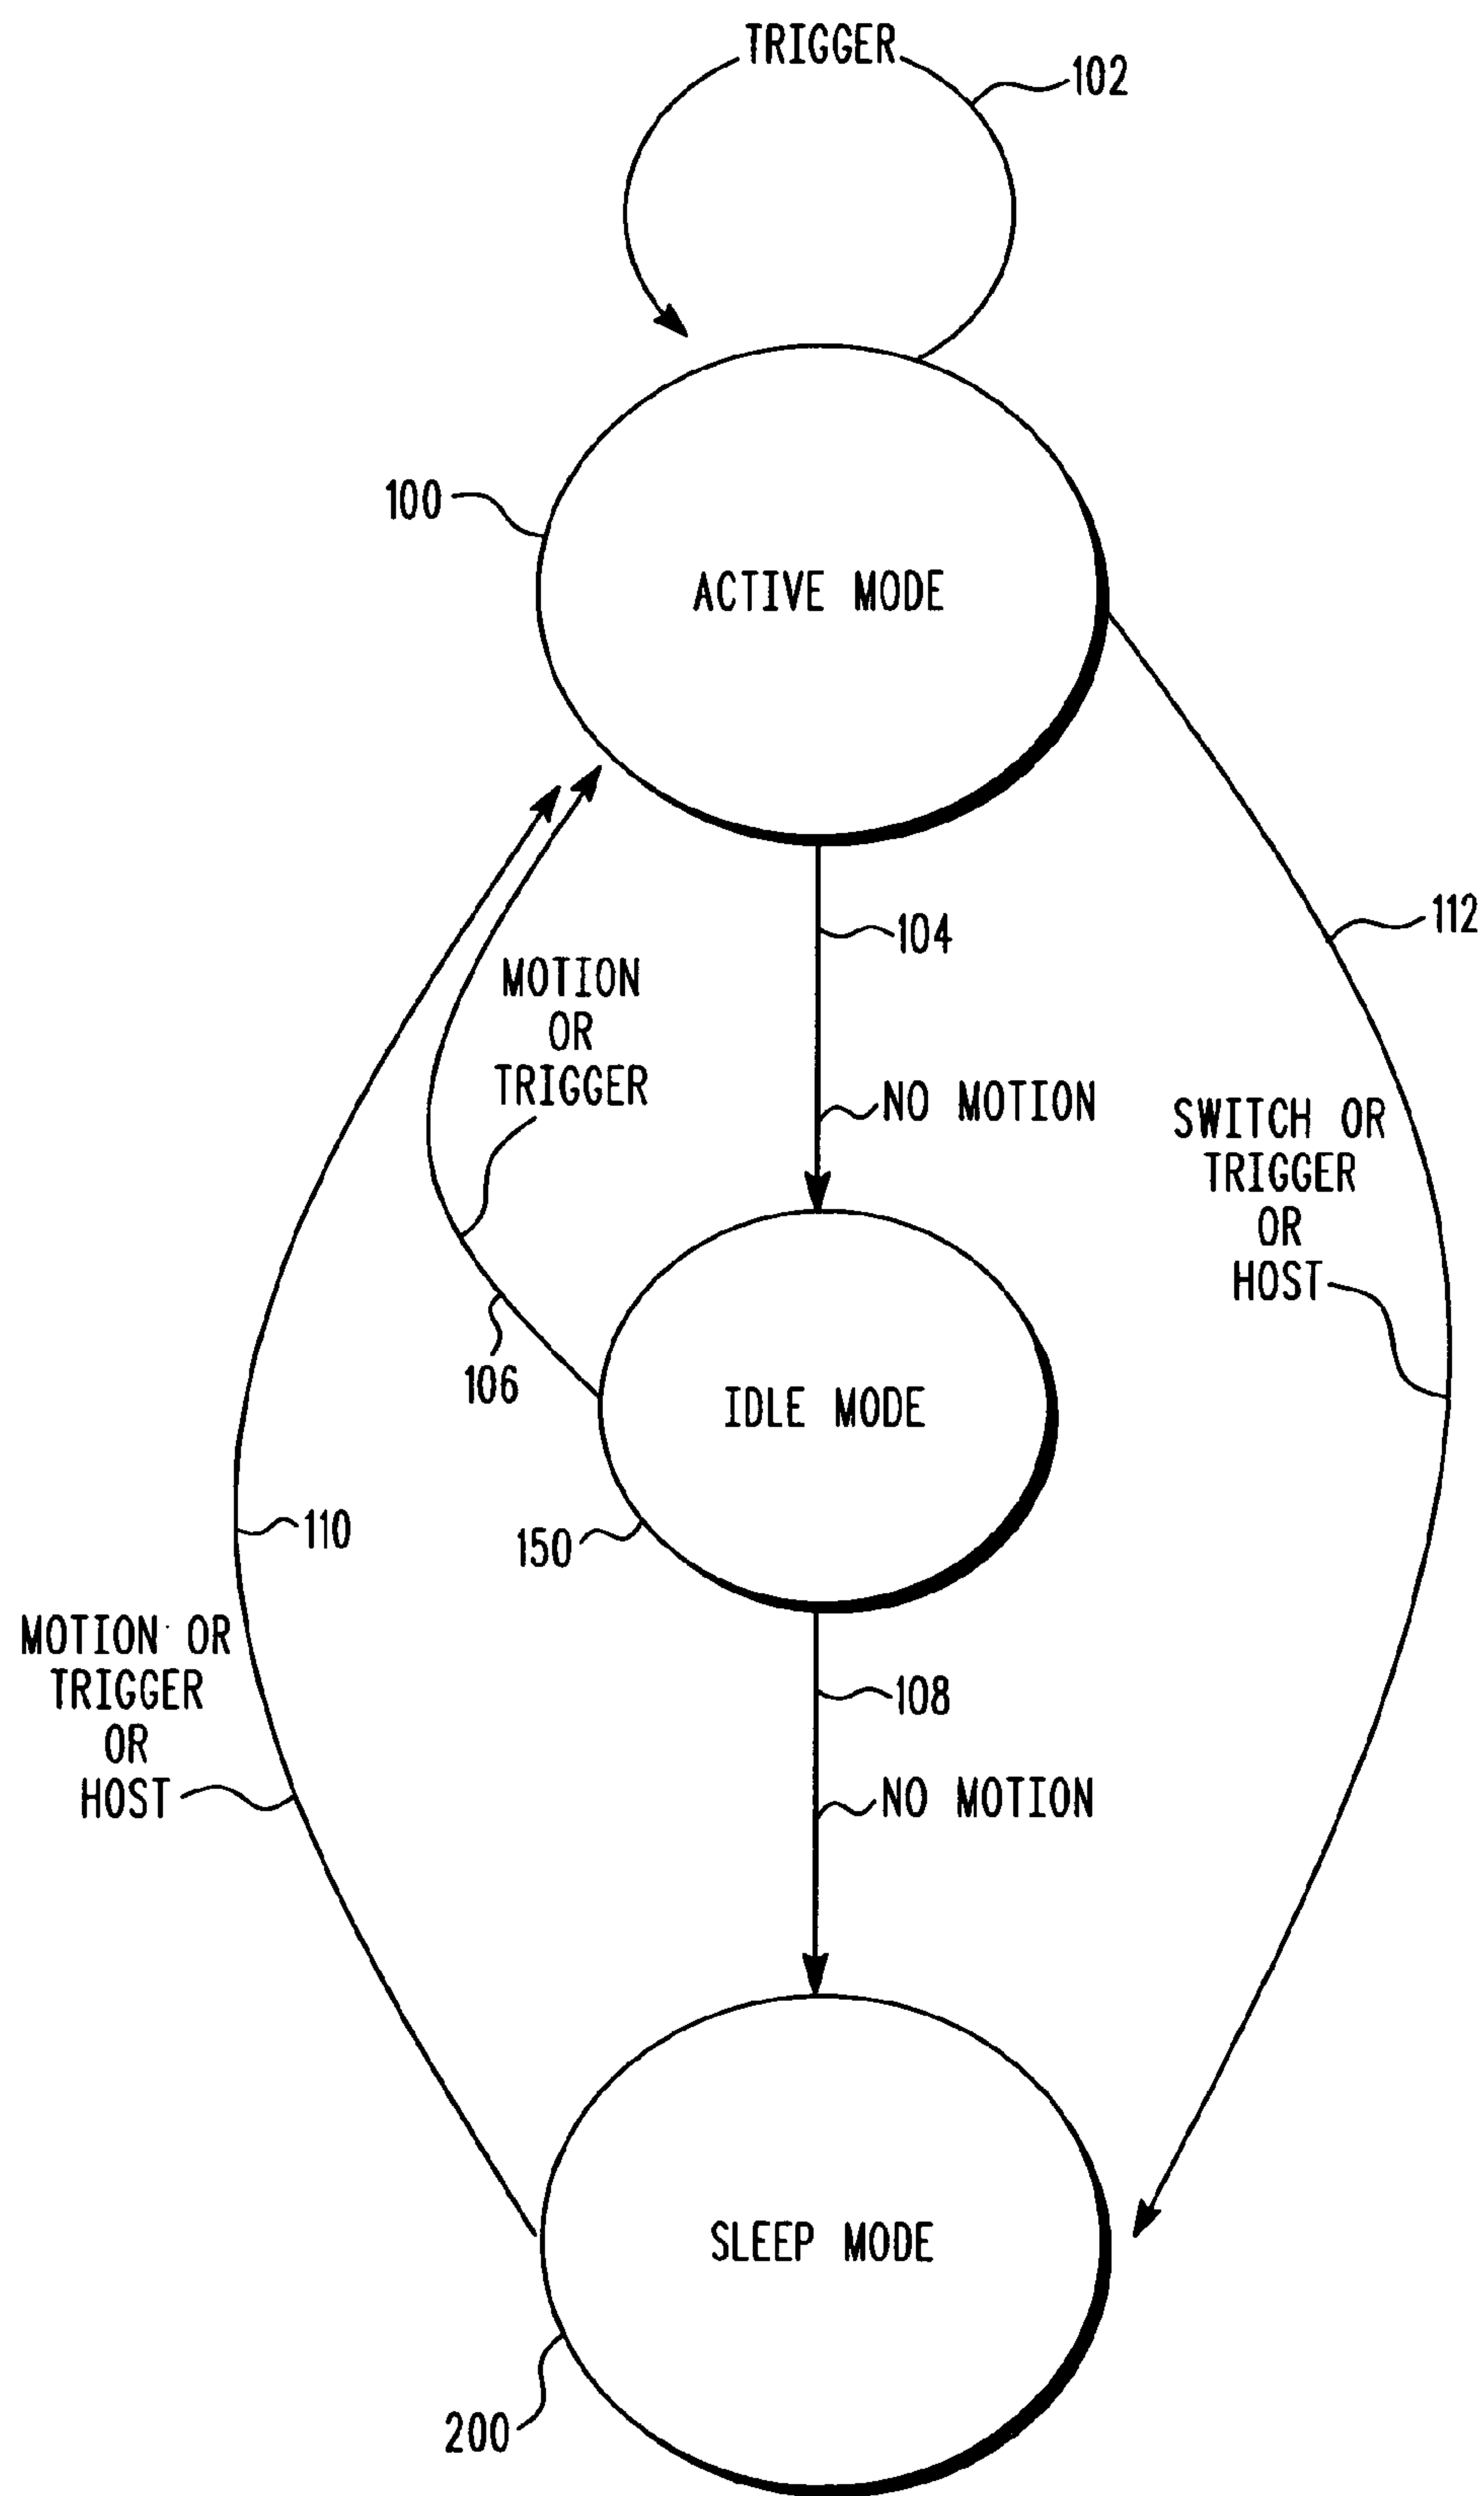 TRIGGER
102
100
ACTIVE MODE
104
112
MOTION
OR
TRIGGER
NO MOTION
SWITCH OR
TRIGGER
OR
HOST
106
IDLE MODE
110
150
MOTION OR
TRIGGER
OR
HOST
108
NO MOTION
SLEEP MODE
200